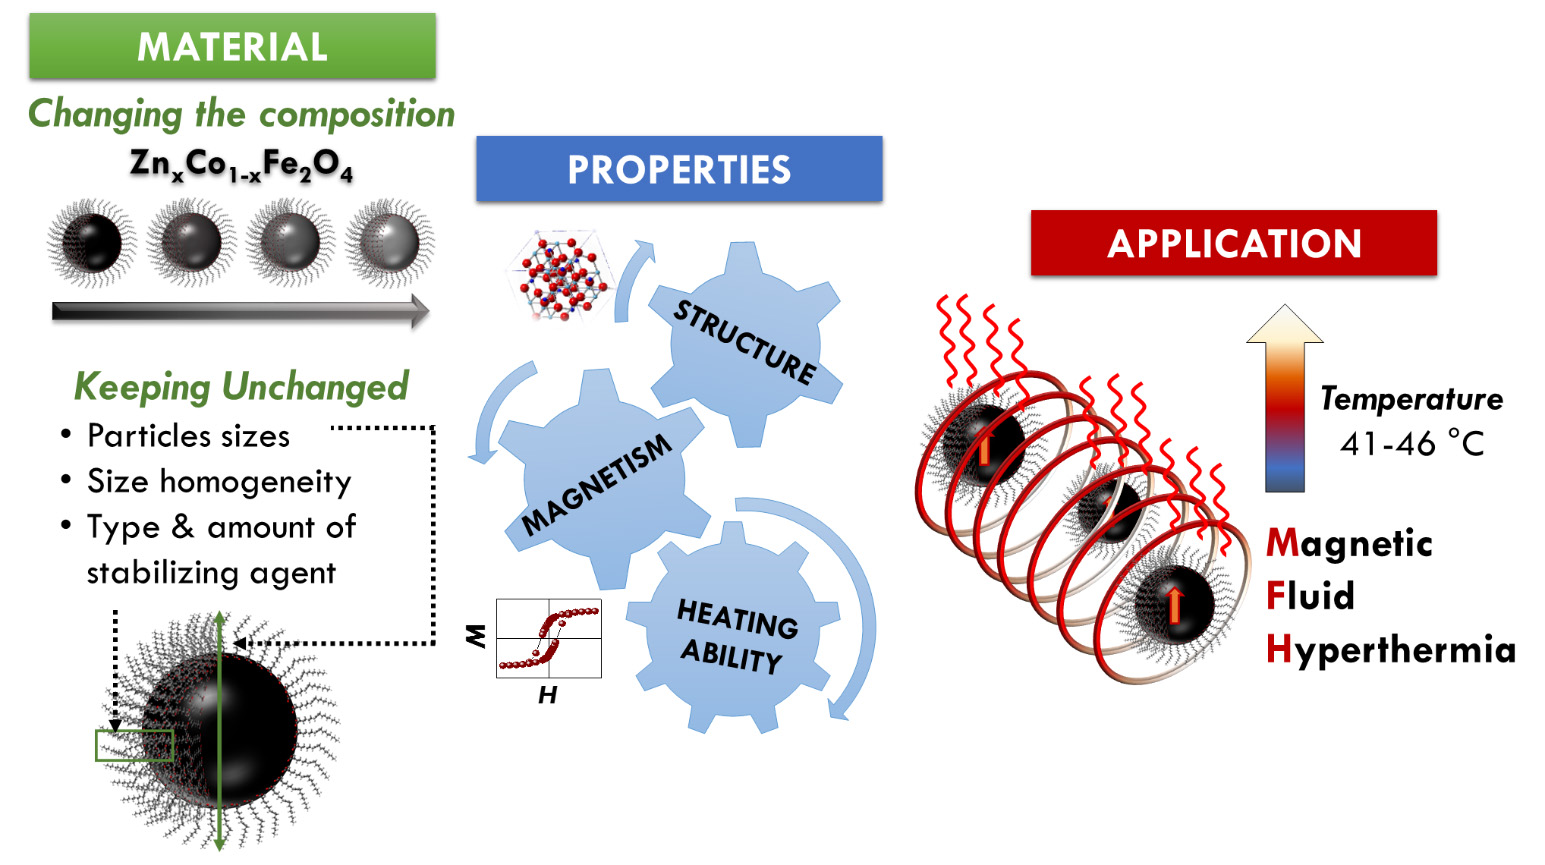 MATERIAL
Changing the composition
ZnₓCo₁₋ₓFe₂O₄
Keeping Unchanged
• Particles sizes
• Size homogeneity
• Type & amount of
stabilizing agent
PROPERTIES
STRUCTURE
MAGNETISM
HEATING
ABILITY
M
H
APPLICATION
Temperature
41-46 °C
Magnetic
Fluid
Hyperthermia